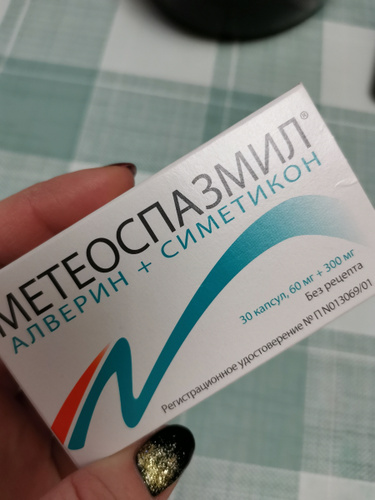 МЕТЕОСПАЗМИЛ®
АЛВЕРИН + СИМЕТИКОН
30 капсул, 60 мг + 300 мг
Без рецепта
Регистрационное удостоверение № П N013069/01